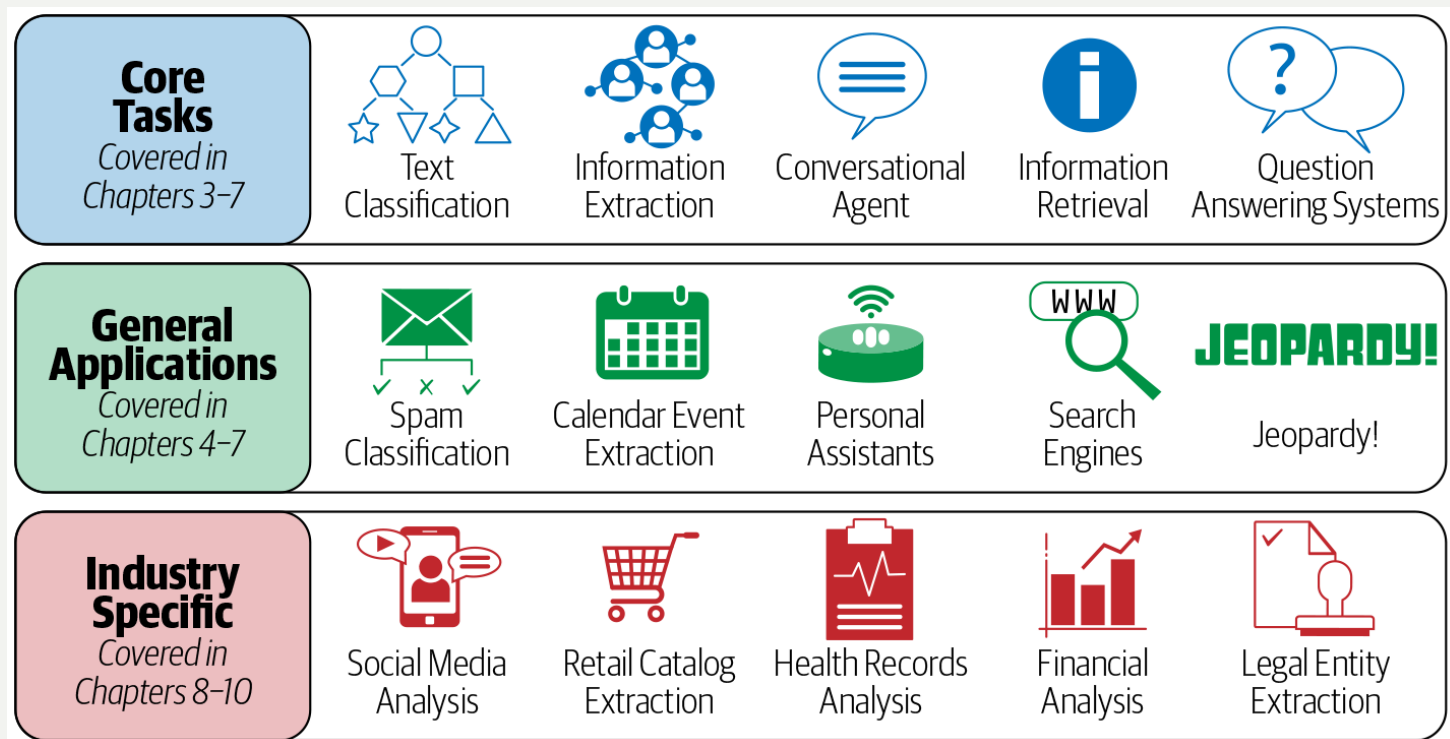 Core
Tasks
Covered in
Chapters 3–7
Text
Classification
Information
Extraction
Conversational
Agent
Information
Retrieval
?
Question
Answering Systems
General
Applications
Covered in
Chapters 4–7
Spam
Classification
Calendar Event
Extraction
Personal
Assistants
WWW
Search
Engines
JEOPARDY!
Jeopardy!
Industry
Specific
Covered in
Chapters 8–10
Social Media
Analysis
Retail Catalog
Extraction
Health Records
Analysis
Financial
Analysis
Legal Entity
Extraction